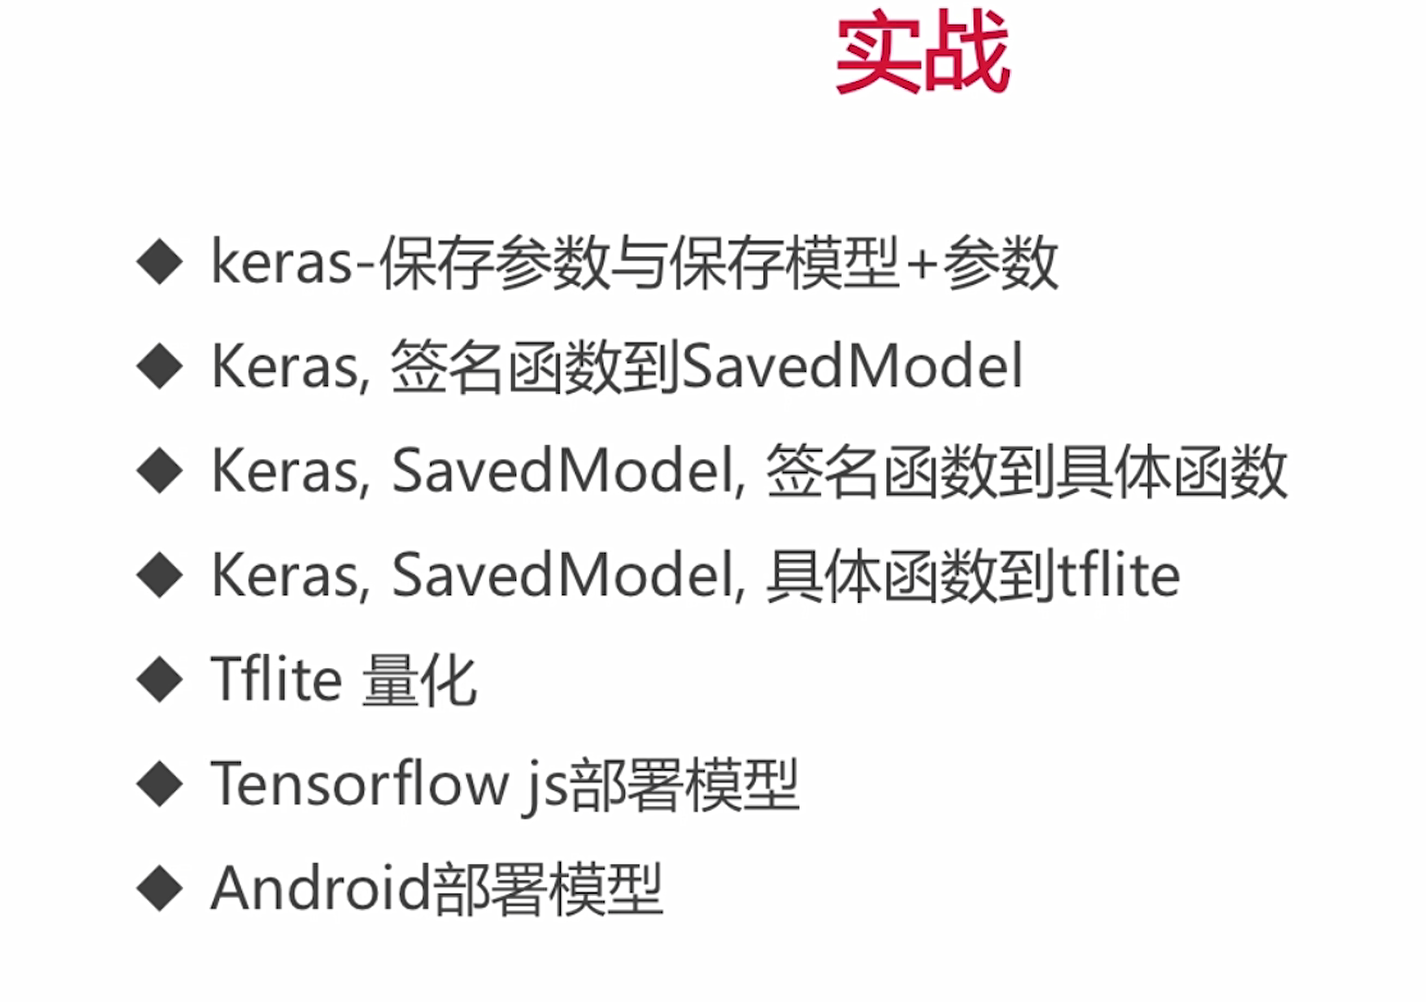 实战
◆ keras-保存参数与保存模型+参数
◆ Keras, 签名函数到SavedModel
◆ Keras, SavedModel, 签名函数到具体函数
◆ Keras, SavedModel, 具体函数到tflite
◆ Tflite 量化
◆ Tensorflow js部署模型
◆ Android部署模型